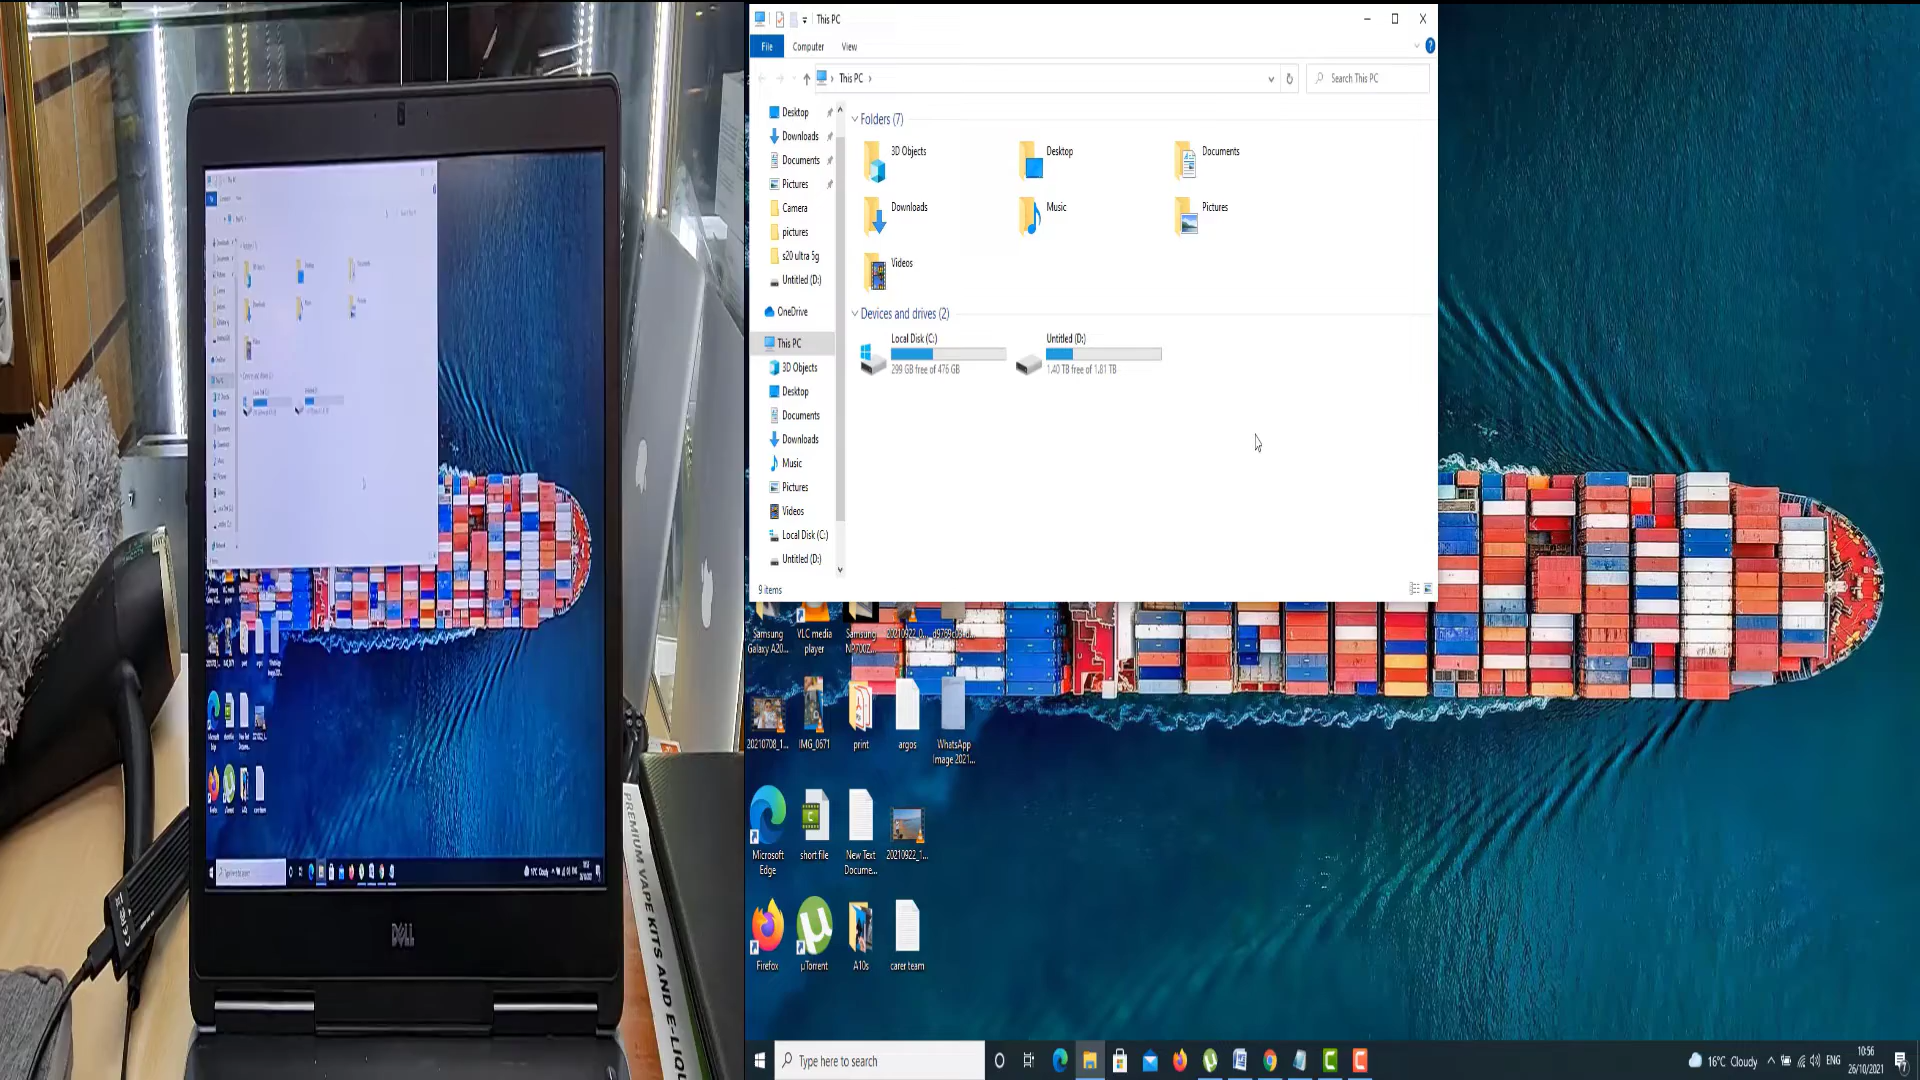 DELL
PREMIUM VAPE KITS AND E-LIQU
This PC
File
Computer
View
This PC
Search This PC
Desktop
Downloads
Documents
Pictures
Camera
pictures
s20 ultra 5g
Untitled (D:)
OneDrive
This PC
3D Objects
Desktop
Documents
Downloads
Music
Pictures
Videos
Local Disk (C:)
Untitled (D:)
9 items
Folders (7)
3D Objects
Desktop
Documents
Downloads
Music
Pictures
Videos
Devices and drives (2)
Local Disk (C:)
299 GB free of 476 GB
Untitled (D:)
1.40 TB free of 1.81 TB
Samsung
Galaxy A20...
VLC media
player
Samsung
NP700Z...
20210922_0...
20210708_1...
IMG_0671
print
argos
WhatsApp
Image 2021...
Microsoft
Edge
short file
New Text
Docume...
20210922_1...
Firefox
µTorrent
A10s
carer team
Type here to search
16°C Cloudy
ENG
10:56
26/10/2021